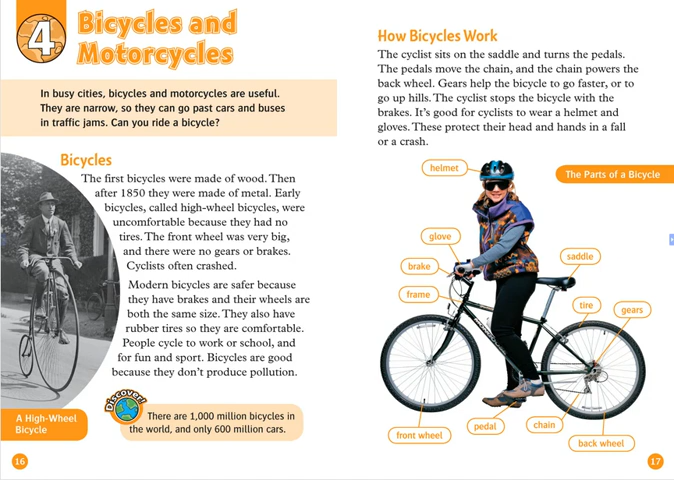 4
Bicycles and
Motorcycles
In busy cities, bicycles and motorcycles are useful.
They are narrow, so they can go past cars and buses
in traffic jams. Can you ride a bicycle?
Bicycles
The first bicycles were made of wood. Then
after 1850 they were made of metal. Early
bicycles, called high-wheel bicycles, were
uncomfortable because they had no
tires. The front wheel was very big,
and there were no gears or brakes.
Cyclists often crashed.
Modern bicycles are safer because
they have brakes and their wheels are
both the same size. They also have
rubber tires so they are comfortable.
People cycle to work or school, and
for fun and sport. Bicycles are good
because they don't produce pollution.
A High-Wheel
Bicycle
Discover!
There are 1,000 million bicycles in
the world, and only 600 million cars.
16
How Bicycles Work
The cyclist sits on the saddle and turns the pedals.
The pedals move the chain, and the chain powers the
back wheel. Gears help the bicycle to go faster, or to
go up hills. The cyclist stops the bicycle with the
brakes. It's good for cyclists to wear a helmet and
gloves. These protect their head and hands in a fall
or a crash.
The Parts of a Bicycle
helmet
glove
brake
frame
saddle
tire
gears
front wheel
pedal
chain
back wheel
17